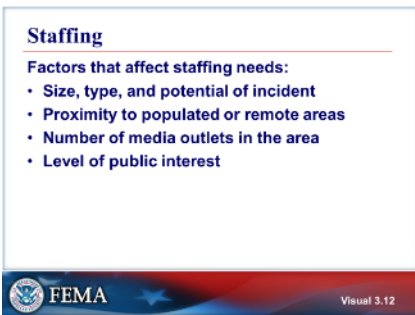 Staffing
Factors that affect staffing needs:
• Size, type, and potential of incident
• Proximity to populated or remote areas
• Number of media outlets in the area
• Level of public interest
FEMA
Visual 3.12